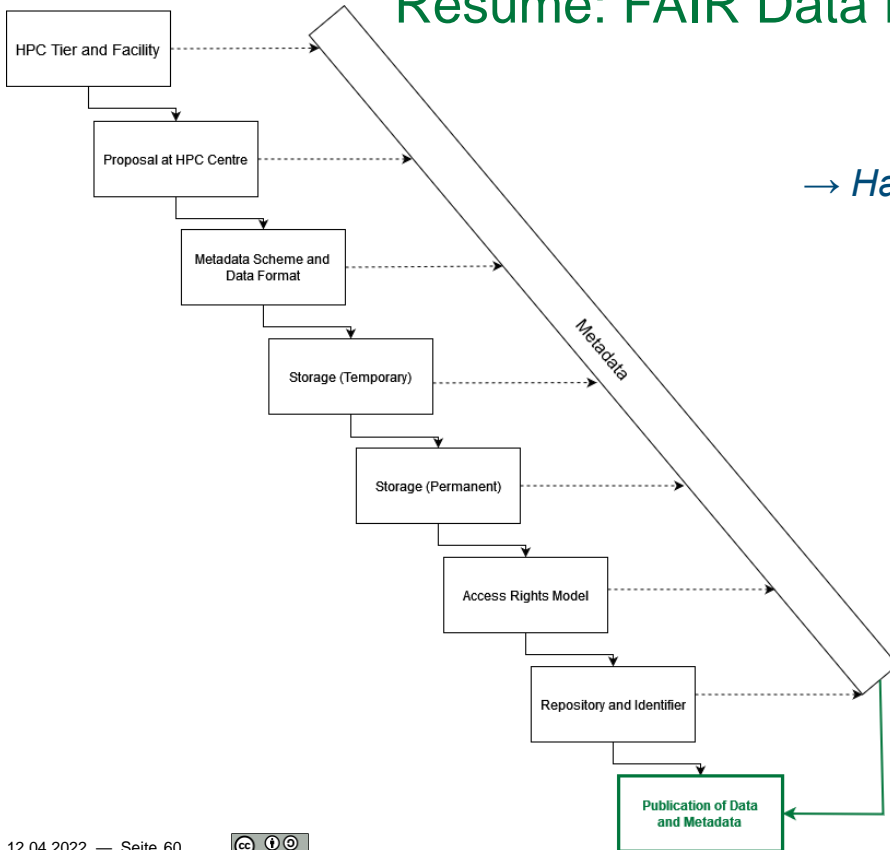 Resume: FAIR Data
HPC Tier and Facility
Proposal at HPC Centre
→ Ha
Metadata Scheme and
Data Format
Metadata
Storage (Temporary)
Storage (Permanent)
Access Rights Model
Repository and Identifier
Publication of Data
and Metadata
12.04.2022 — Seite 60
cc